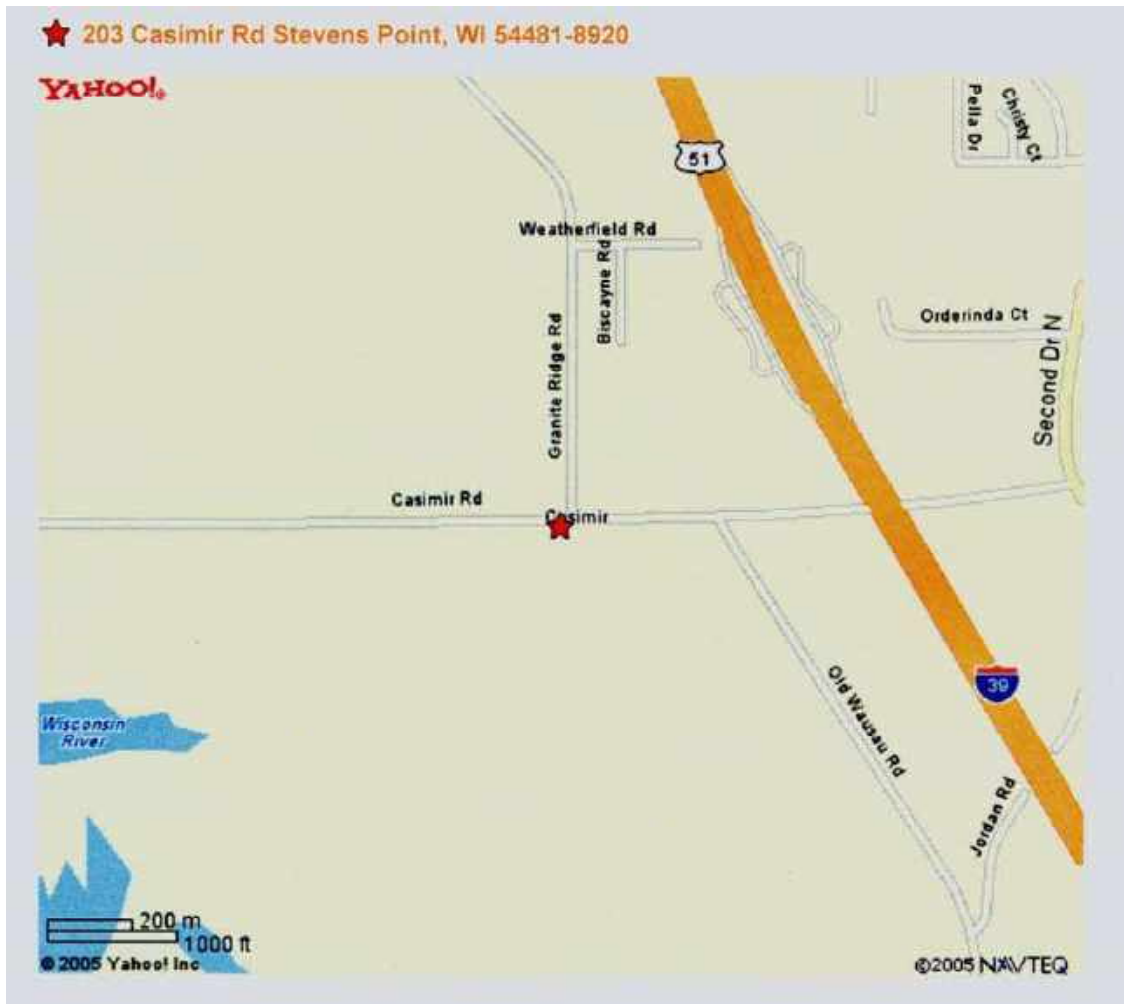 203 Casimir Rd Stevens Point, WI 54481-8920
YAHOO!®
Pella Dr
Christy Ct
51
Weatherfield Rd
Biscayne Rd
Granite Ridge Rd
Orderinda Ct
Second Dr N
Casimir Rd
Casimir
39
Old Wausau Rd
Wisconsin
River
Jordan Rd
200 m
1000 ft
© 2005 Yahoo! Inc
©2005 NAVTEQ